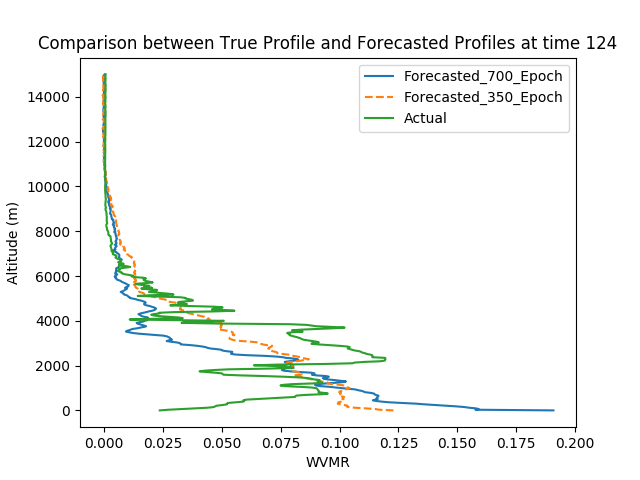 Comparison between True Profile and Forecasted Profiles at time 124
Forecasted_700_Epoch
Forecasted_350_Epoch
Actual
Altitude (m)
14000
12000
10000
8000
6000
4000
2000
0
0.000 0.025 0.050 0.075 0.100 0.125 0.150 0.175 0.200
WVMR